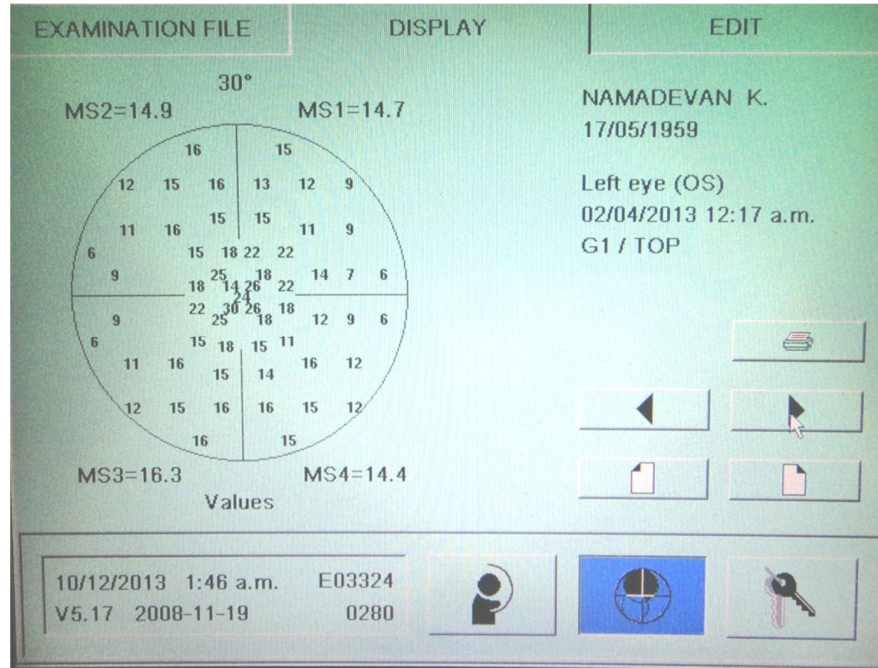 EXAMINATION FILE DISPLAY EDIT
30°
MS2=14.9 MS1=14.7
NAMADEVAN K.
17/05/1959
Left eye (OS)
02/04/2013 12:17 a.m.
G1 / TOP
16 15
12 15 16 13 12 9
15 15
11 16 11 9
6 15 18 22 22
9 25 18 14 7 6
18 14 26 22
24
22 30 26 18
9 25 18 12 9 6
6 15 18 15 11
11 16 16 12
15 14
12 15 16 16 15 12
16 15
MS3=16.3 MS4=14.4
Values
10/12/2013 1:46 a.m. E03324
V5.17 2008-11-19 0280